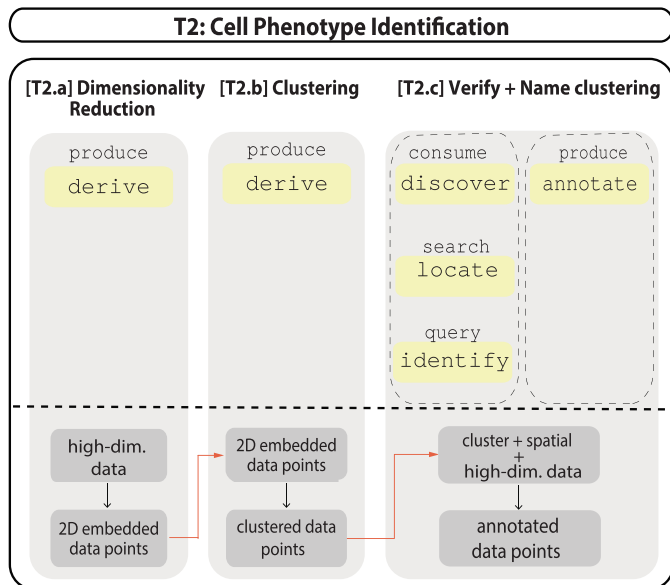 T2: Cell Phenotype Identification
[T2.a] Dimensionality
Reduction
produce
derive
high-dim.
data
2D embedded
data points
[T2.b] Clustering
produce
derive
2D embedded
data points
clustered data
points
[T2.c] Verify + Name clustering
consume
discover
search
locate
query
identify
produce
annotate
cluster + spatial
+
high-dim. data
annotated
data points